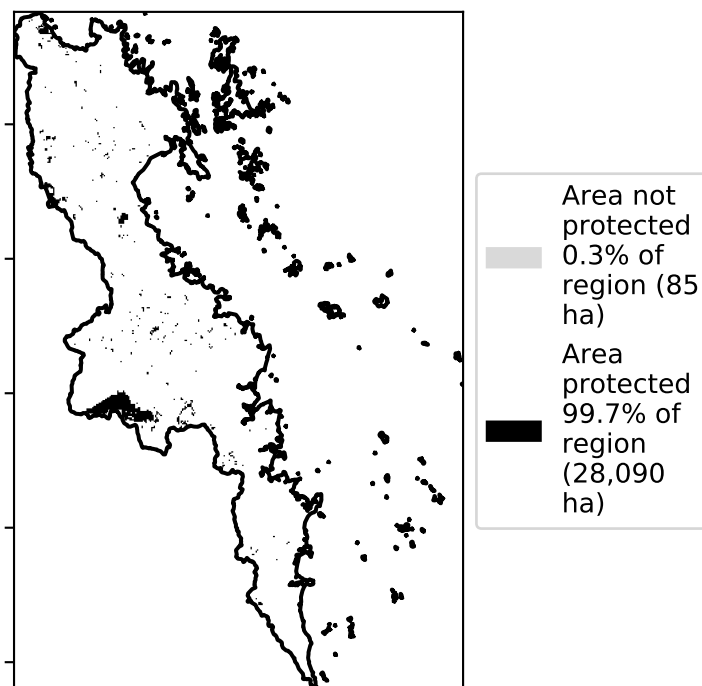 Area not
protected
0.3% of
region (85
ha)
Area
protected
99.7% of
region
(28,090
ha)